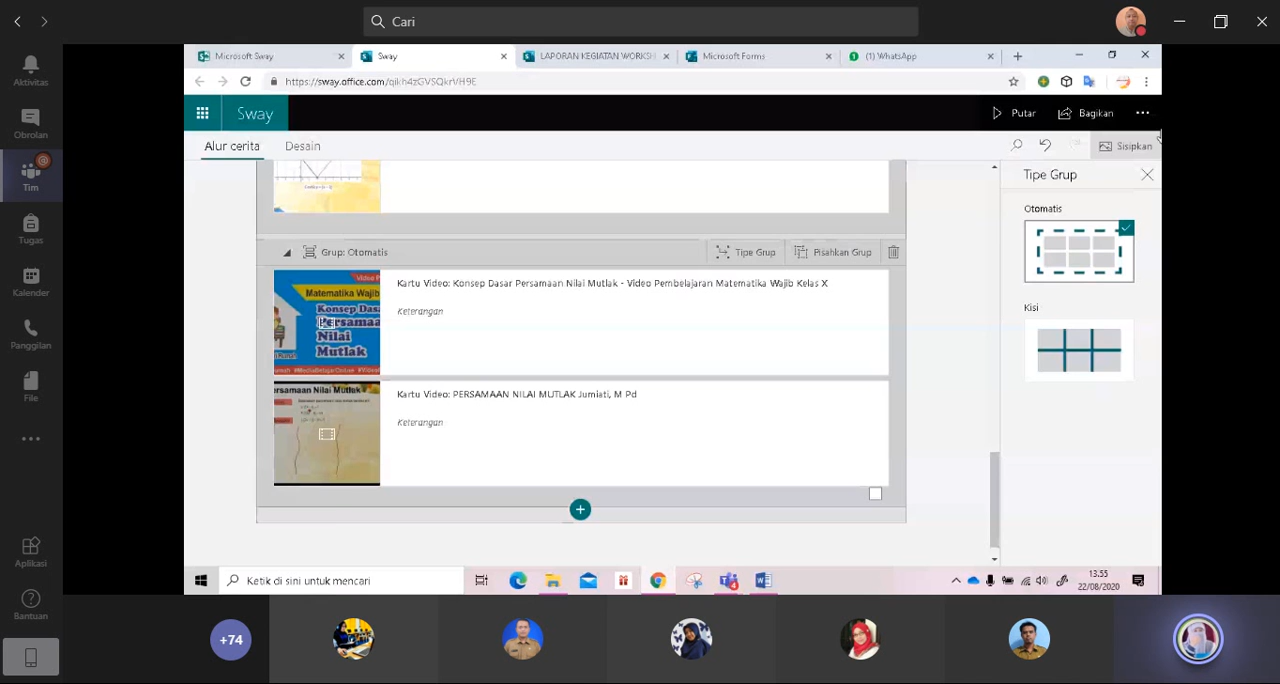 Cari
Aktivitas
Obrolan
Tim
Tugas
Kalender
Panggilan
File
Aplikasi
Bantuan
Microsoft Sway
Sway
LAPORAN KEGIATAN WORKSH
Microsoft Forms
(1) WhatsApp
https://sway.office.com/qikh4zGVSQkrVH9E
Sway
Putar
Bagikan
Alur cerita
Desain
Sisipkan
Tipe Grup
Otomatis
Kisi
Grup: Otomatis
Tipe Grup
Pisahkan Grup
Matematika Wajib
Konsep Das
Persamaa
Nilai
Mutlak
Kartu Video: Konsep Dasar Persamaan Nilai Mutlak - Video Pembelajaran Matematika Wajib Kelas X
Keterangan
ersamaan Nilai Mutlak
Kartu Video: PERSAMAAN NILAI MUTLAK Jumiati, M Pd
Keterangan
Ketik di sini untuk mencari
13.55
22/08/2020
+74